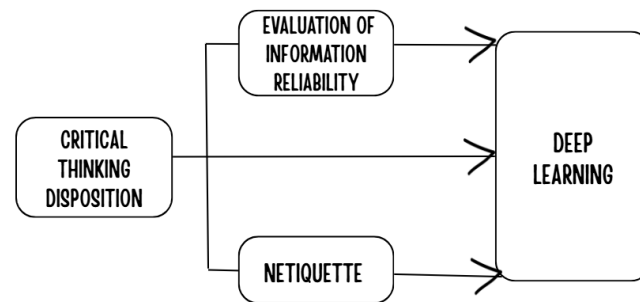 EVALUATION OF
INFORMATION
RELIABILITY
CRITICAL
THINKING
DISPOSITION
DEEP
LEARNING
NETIQUETTE